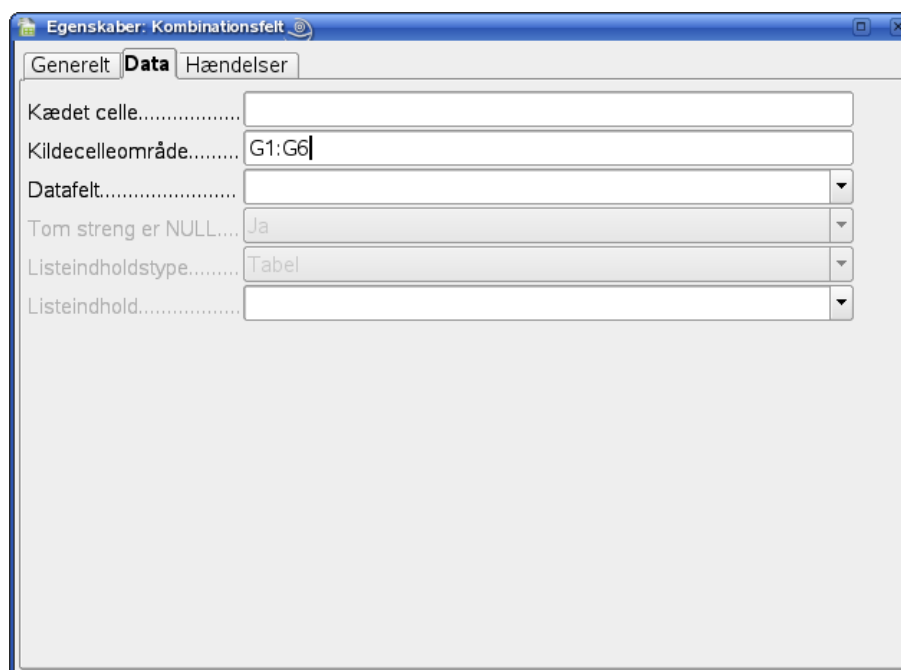 Egenskaber: Kombinationsfelt
Generelt Data Hændelser
Kædet celle..................
Kildecelleområde......... G1:G6
Datafelt........................
Tom streng er NULL.... Ja
Listeindholdstype......... Tabel
Listeindhold..................